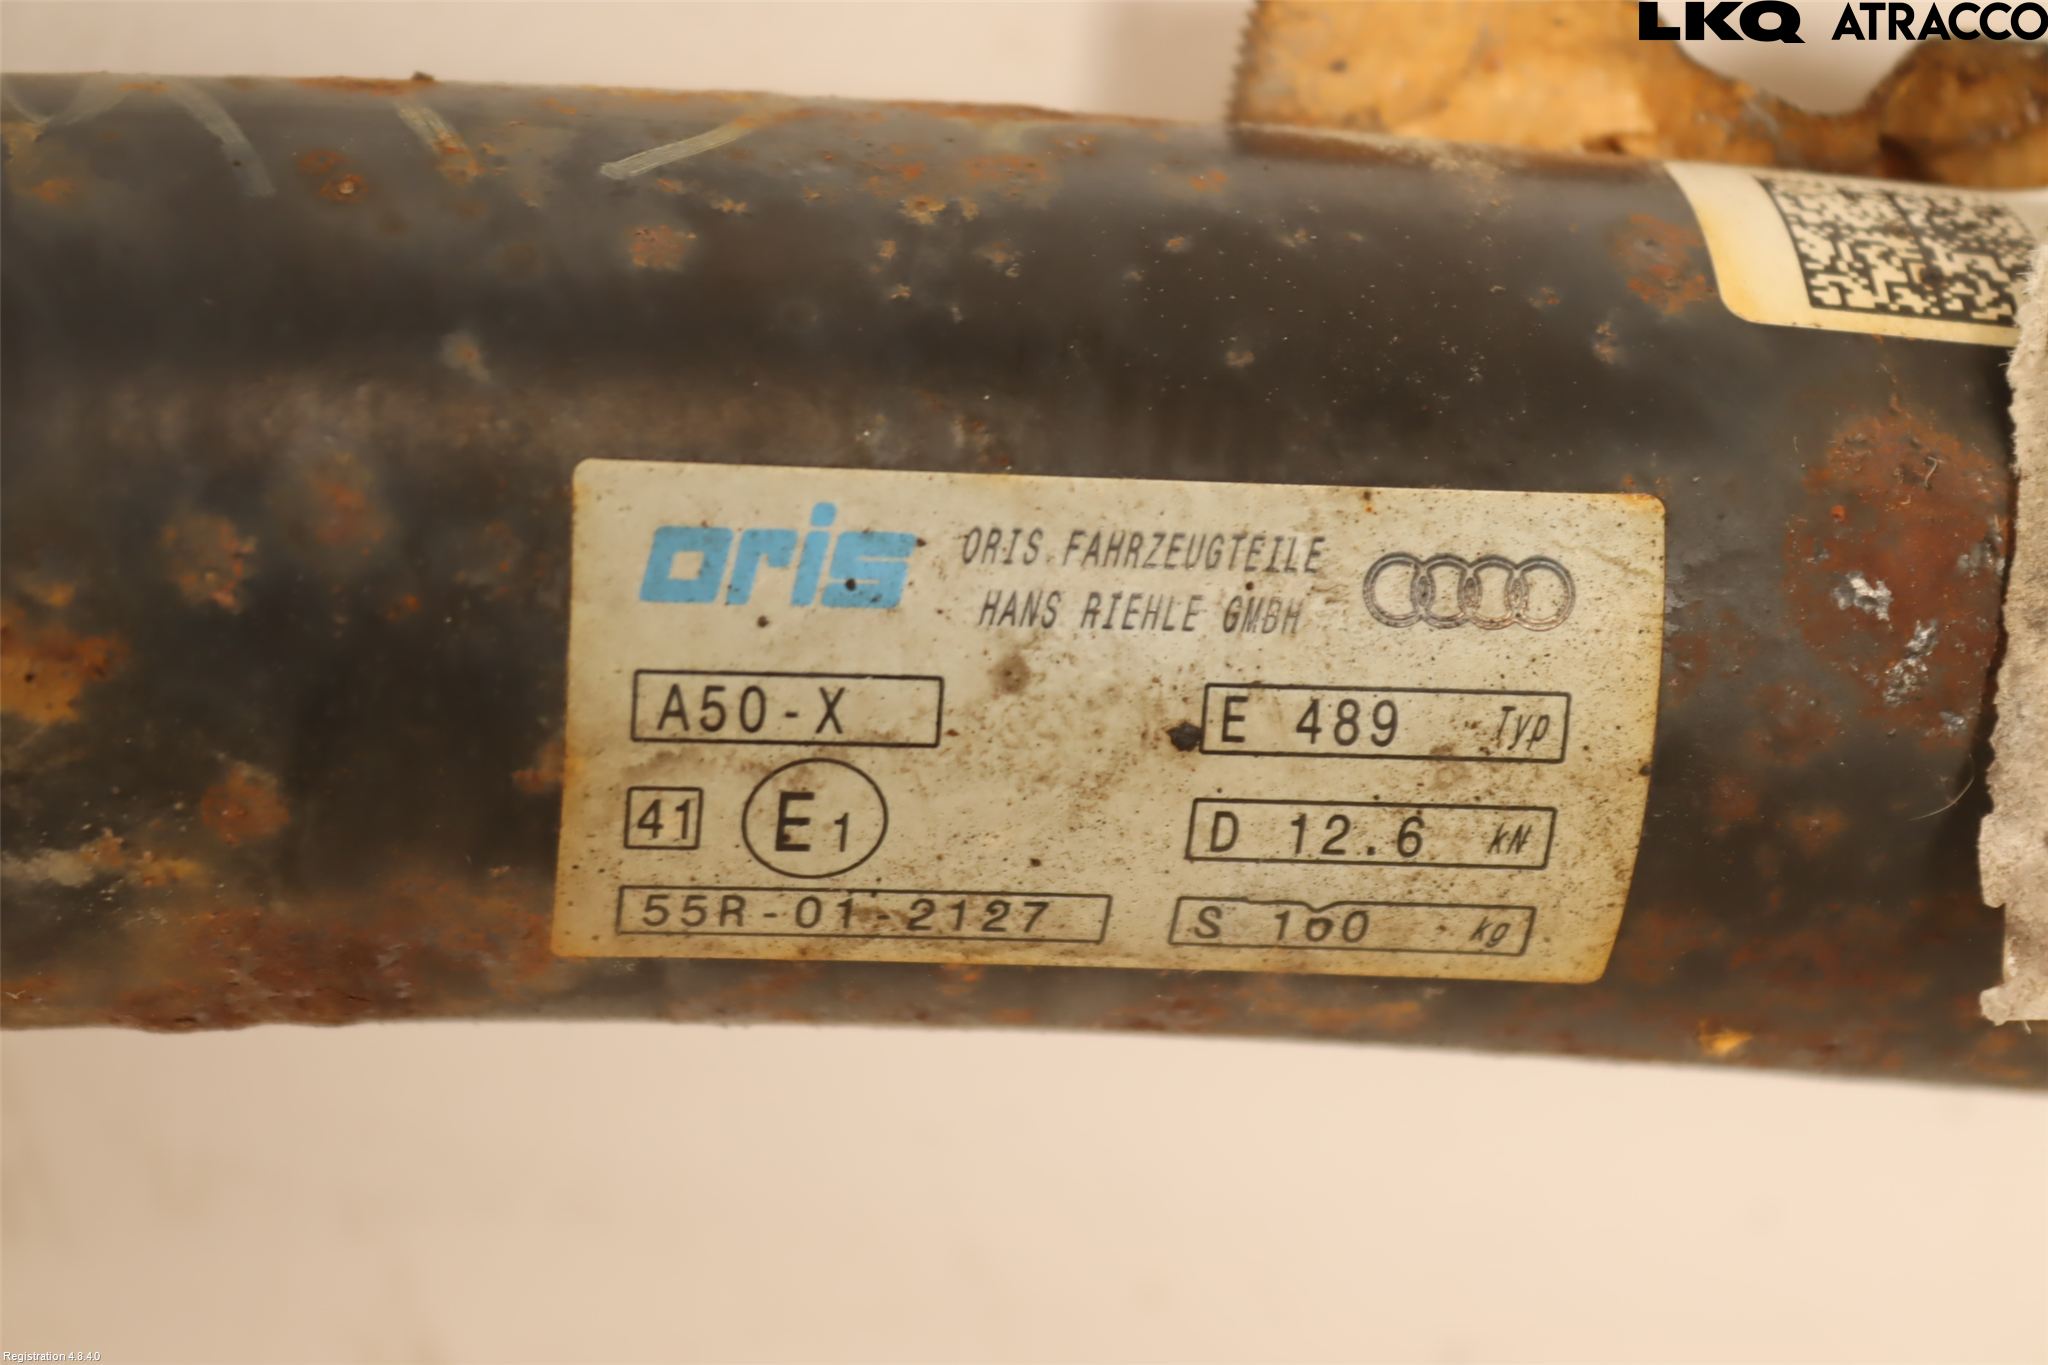 LKQ ATRACCO
oris
ORIS FAHRZEUGTEILE
HANS RIEHLE GMBH
A50-X
E 489 Typ
41 E1
D 12.6 kN
55R-01-2127
S 100 kg
Registration 4.8.4.0